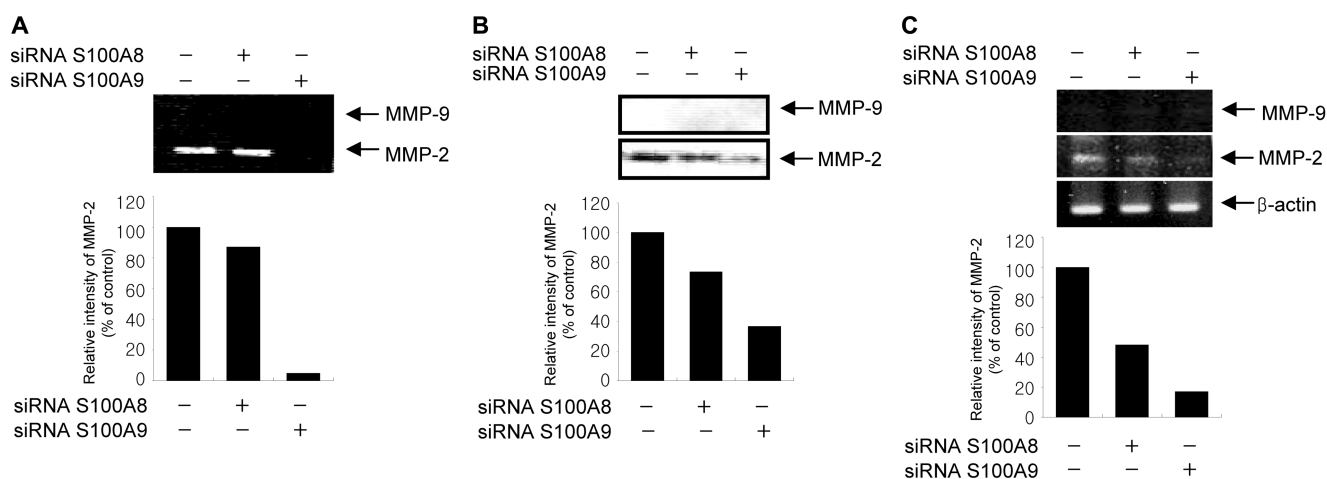 A
siRNA S100A8 − + 
siRNA S100A9 − − +
MMP-9
MMP-2
120
100
80
60
40
20
0
Relative intensity of MMP-2
(% of control)
siRNA S100A8 − + −
siRNA S100A9 − − +
B
siRNA S100A8 − +
siRNA S100A9 − − +
MMP-9
MMP-2
120
100
80
60
40
20
0
Relative intensity of MMP-2
(% of control)
siRNA S100A8 − + −
siRNA S100A9 − − +
C
siRNA S100A8 − +
siRNA S100A9 − − +
MMP-9
MMP-2
β-actin
120
100
80
60
40
20
0
Relative intensity of MMP-2
(% of control)
siRNA S100A8 − + −
siRNA S100A9 − − +